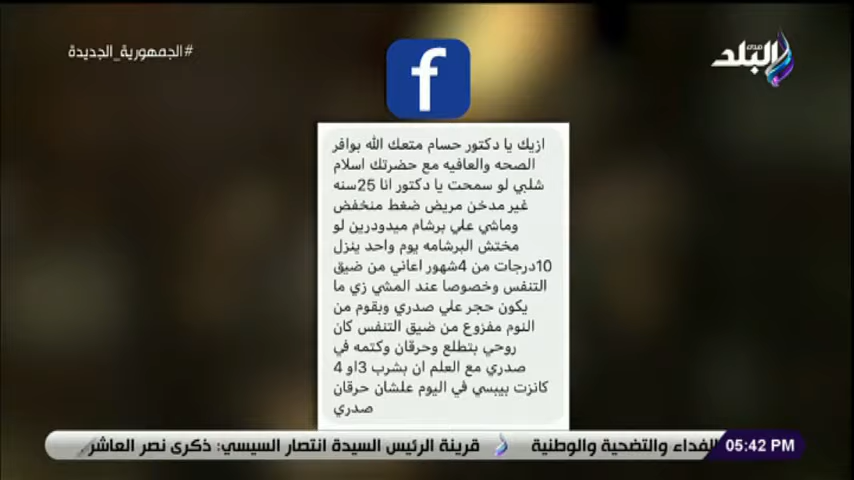 #الجمهورية_الجديدة
صدى البلد
f
ازيك يا دكتور حسام متعك الله بوافر
الصحه والعافيه مع حضرتك اسلام
شلبي لو سمحت يا دكتور انا 25سنه
غير مدخن مريض ضغط منخفض
وماشي علي برشام ميدودرين لو
مختش البرشامه يوم واحد ينزل
10درجات من 4شهور اعاني من ضيق
التنفس وخصوصا عند المشي زي ما
يكون حجر علي صدري وبقوم من
النوم مفزوع من ضيق التنفس كان
روحي بتطلع وحرقان وكتمه في
صدري مع العلم ان بشرب 3او 4
كانزت بيبسي في اليوم علشان حرقان
صدري
05:42 PM
الفداء والتضحية والوطنية
قرينة الرئيس السيدة انتصار السيسي: ذكرى نصر العاشر